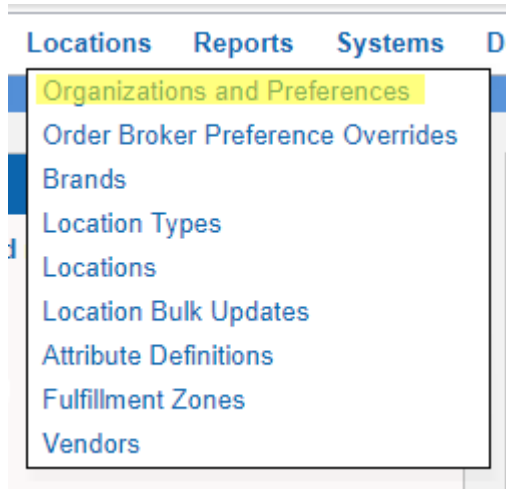 Locations Reports Systems D
Organizations and Preferences
Order Broker Preference Overrides
Brands
Location Types
d
Locations
Location Bulk Updates
Attribute Definitions
Fulfillment Zones
Vendors